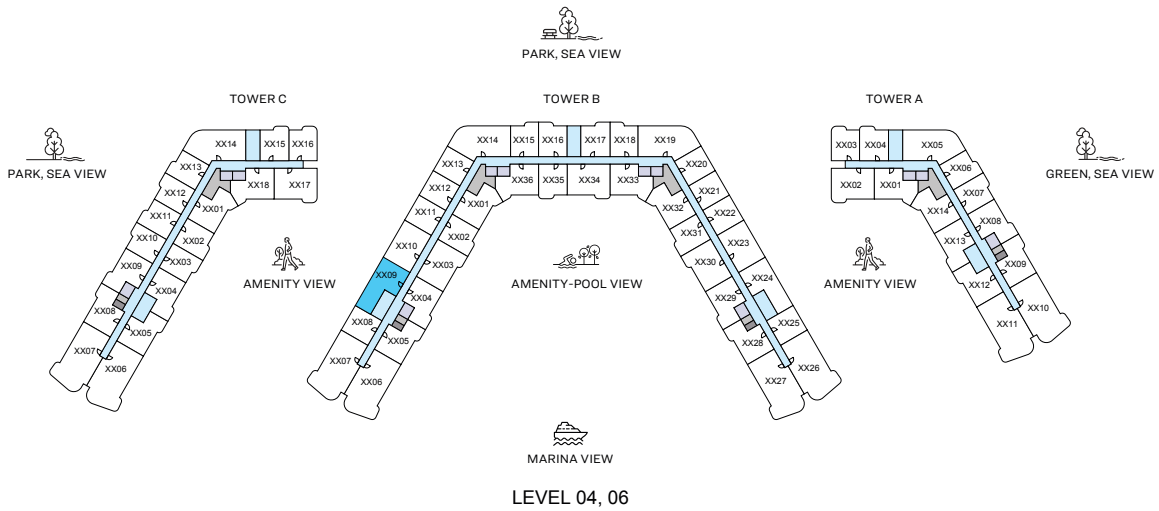 PARK, SEA VIEW
TOWER C
TOWER B
TOWER A
PARK, SEA VIEW
GREEN, SEA VIEW
XX14
XX15
XX16
XX13
XX12
XX11
XX10
XX09
XX08
XX07
XX06
XX05
XX04
XX03
XX02
XX01
XX18
XX17
AMENITY VIEW
XX14
XX15
XX16
XX17
XX18
XX19
XX13
XX12
XX11
XX10
XX09
XX08
XX07
XX06
XX05
XX04
XX03
XX02
XX01
XX36
XX35
XX34
XX33
XX32
XX31
XX30
XX29
XX28
XX27
XX26
XX25
XX24
XX23
XX22
XX21
XX20
AMENITY-POOL VIEW
AMENITY VIEW
XX03
XX04
XX05
XX02
XX01
XX06
XX07
XX08
XX09
XX10
XX11
XX12
XX13
XX14
MARINA VIEW
LEVEL 04, 06